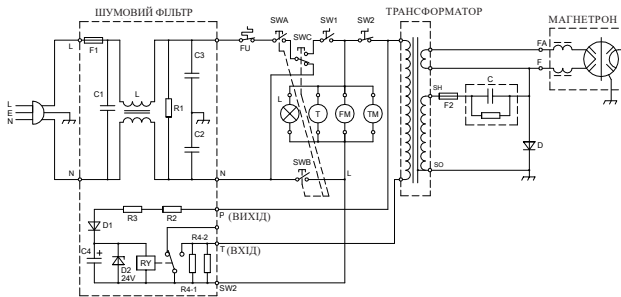 ШУМОВИЙ ФІЛЬТР
ТРАНСФОРМАТОР
МАГНЕТРОН
SWA
SW1
SW2
SWC
FU
L
F1
C3
C1
L
R1
C2
L
E
N
N
N
L
T
FM
TM
SWB
L
FA
F
SH
F2
C
D
SO
D1
R3
R2
P (ВИХІД)
T (ВХІД)
C4
+
D2
24V
RY
R4-2
R4-1
SW2